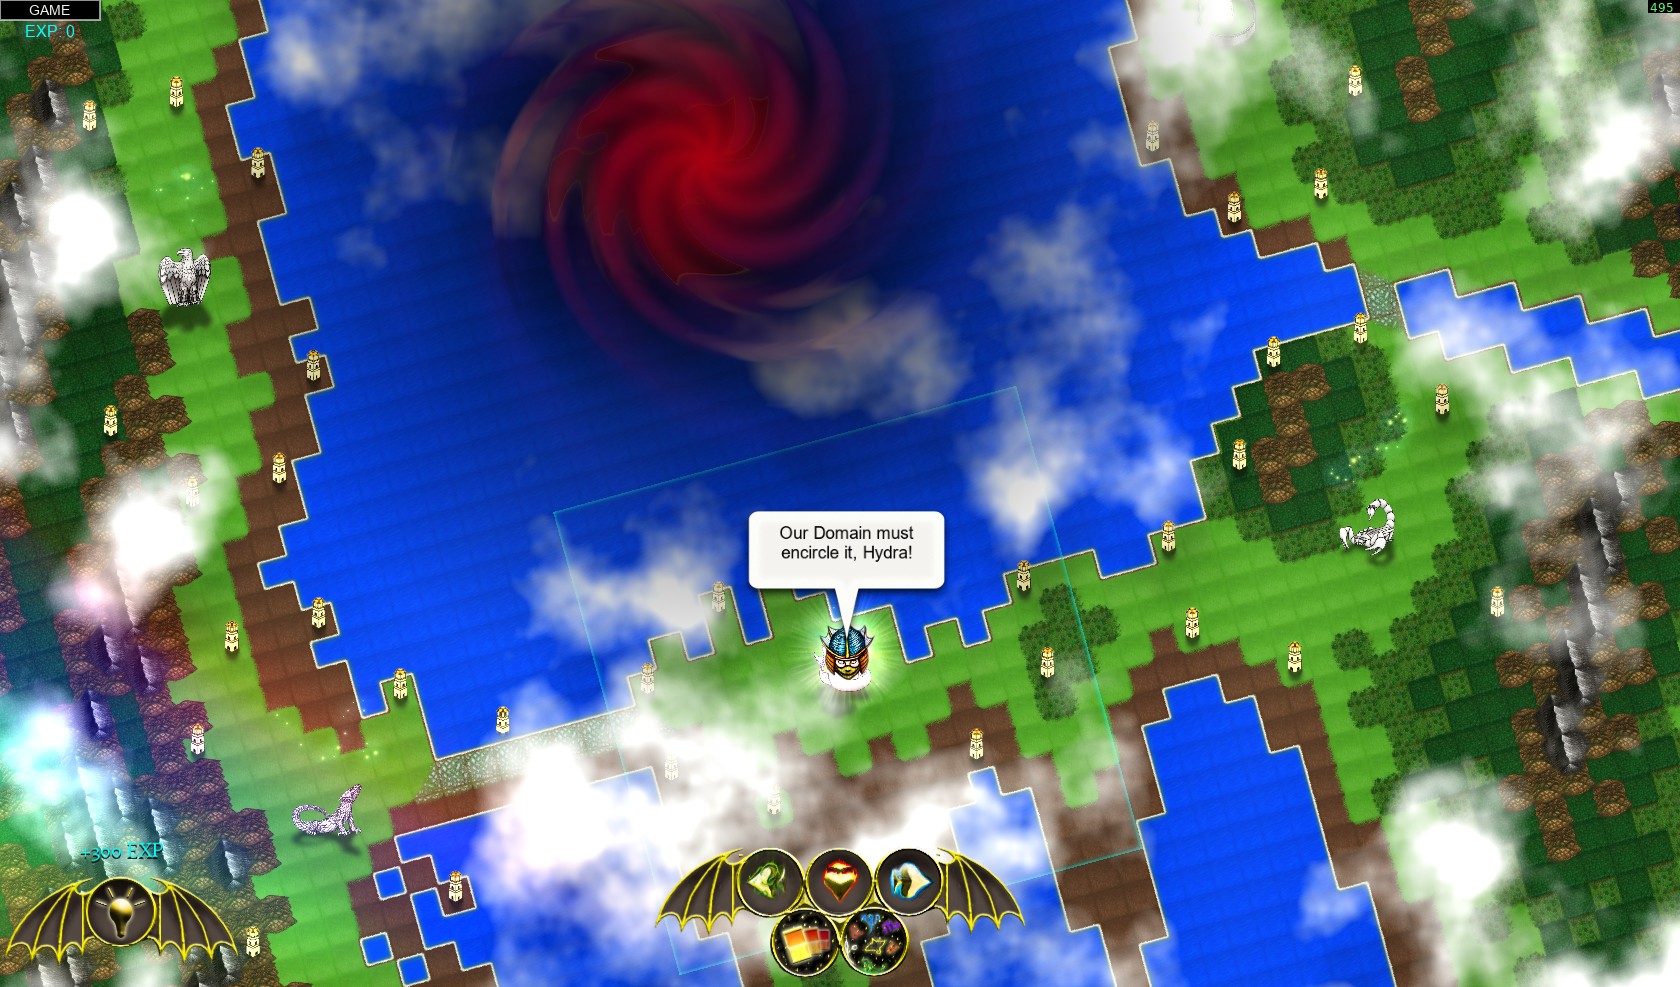 GAME
495
EXP: 0
Our Domain must
encircle it, Hydra!
+300 EXP